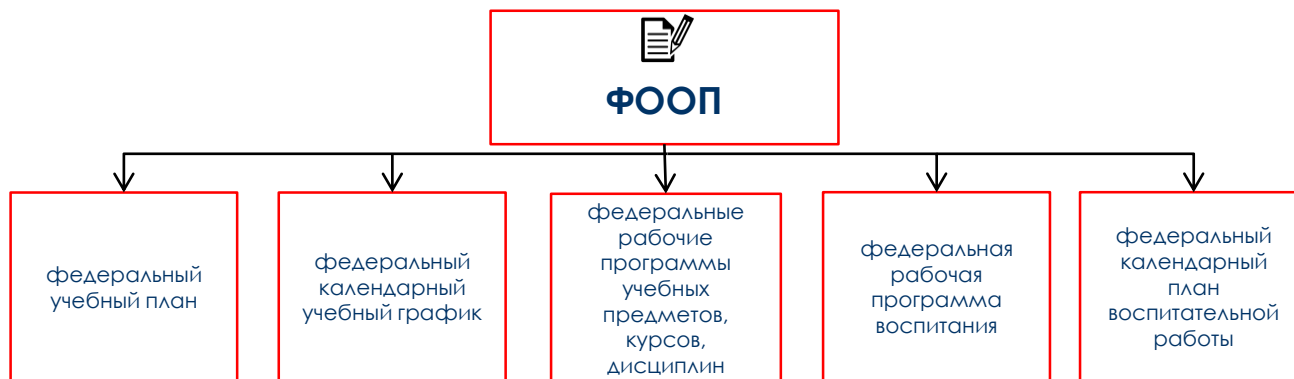 ФООП
федеральный
учебный план
федеральный
календарный
учебный график
федеральные
рабочие
программы
учебных
предметов,
курсов,
дисциплин
федеральная
рабочая
программа
воспитания
федеральный
календарный
план
воспитательной
работы